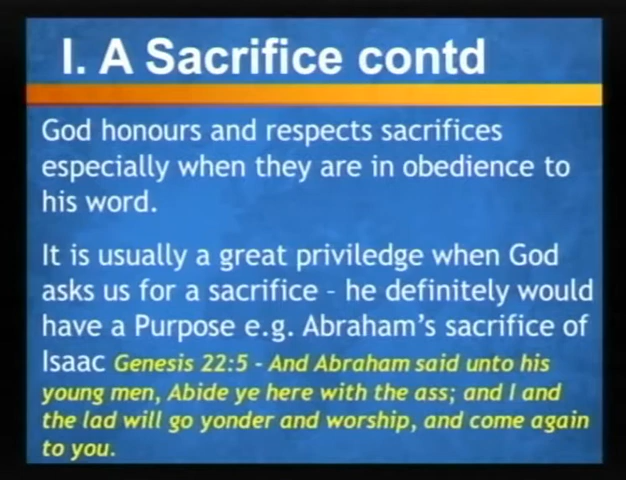 I. A Sacrifice contd
God honours and respects sacrifices
especially when they are in obedience to
his word.
It is usually a great priviledge when God
asks us for a sacrifice - he definitely would
have a Purpose e.g. Abraham's sacrifice of
Isaac Genesis 22:5 - And Abraham said unto his
young men, Abide ye here with the ass; and I and
the lad will go yonder and worship, and come again
to you.